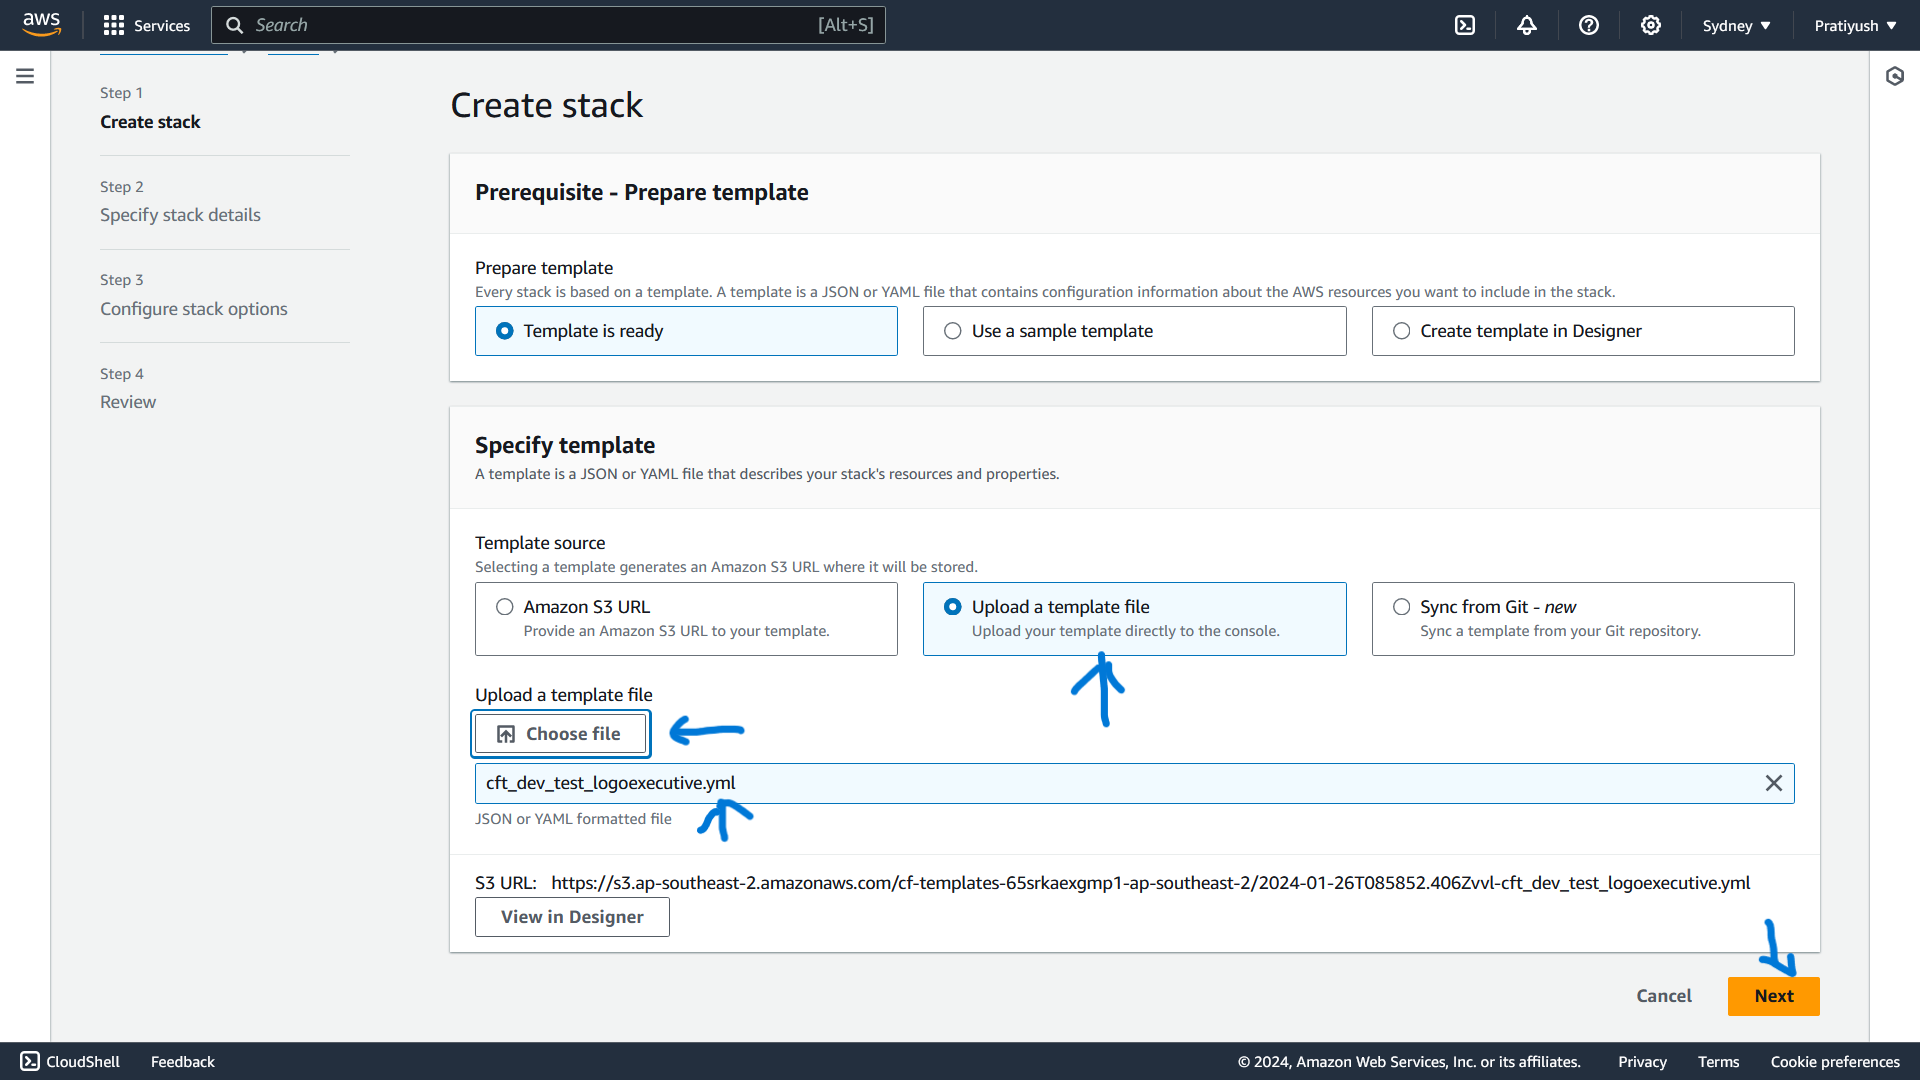 aws
Services
Search
[Alt+S]
Sydney
Pratiyush
Step 1
Create stack
Step 2
Specify stack details
Step 3
Configure stack options
Step 4
Review
Create stack
Prerequisite - Prepare template
Prepare template
Every stack is based on a template. A template is a JSON or YAML file that contains configuration information about the AWS resources you want to include in the stack.
Template is ready
Use a sample template
Create template in Designer
Specify template
A template is a JSON or YAML file that describes your stack's resources and properties.
Template source
Selecting a template generates an Amazon S3 URL where it will be stored.
Amazon S3 URL
Provide an Amazon S3 URL to your template.
Upload a template file
Upload your template directly to the console.
Sync from Git - new
Sync a template from your Git repository.
Upload a template file
Choose file
cft_dev_test_logoexecutive.yml
JSON or YAML formatted file
S3 URL: https://s3.ap-southeast-2.amazonaws.com/cf-templates-65srkaexgmp1-ap-southeast-2/2024-01-26T085852.406Zvvl-cft_dev_test_logoexecutive.yml
View in Designer
Cancel
Next
CloudShell
Feedback
© 2024, Amazon Web Services, Inc. or its affiliates.
Privacy
Terms
Cookie preferences